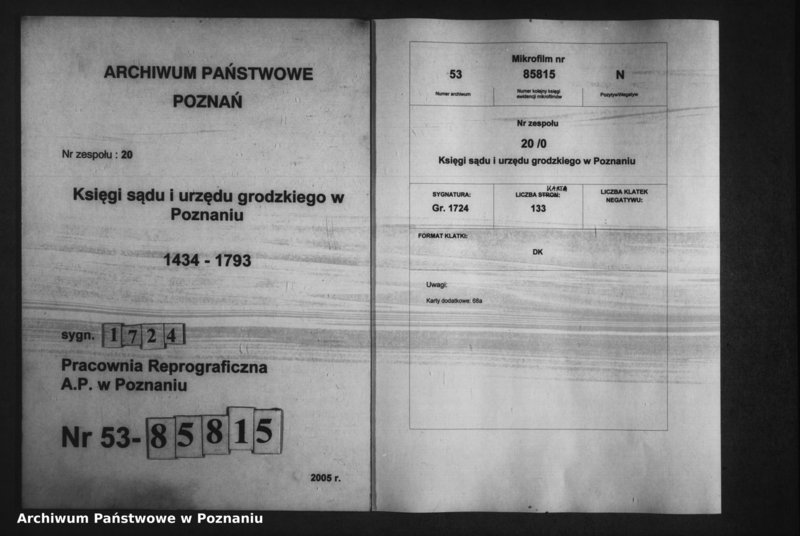 ARCHIWUM PAŃSTWOWE
POZNAŃ
Nr zespołu : 20
Księgi sądu i urzędu grodzkiego w
Poznaniu
1434 - 1793
sygn. 1724
Pracownia Reprograficzna
A.P. w Poznaniu
Nr 53-85815
2005 r.
Mikrofilm nr
53 85815 N
Numer archiwum Numer kolejny księgi ewidencji mikrofilmów Pozytyw/Negatyw
Nr zespołu
20 /0
Księgi sądu i urzędu grodzkiego w Poznaniu
KART
SYGNATURA: LICZBA STRON: LICZBA KLATEK
NEGATYWU:
Gr. 1724 133
FORMAT KLATKI:
DK
Uwagi:
Karty dodatkowe: 66a
Archiwum Państwowe w Poznaniu